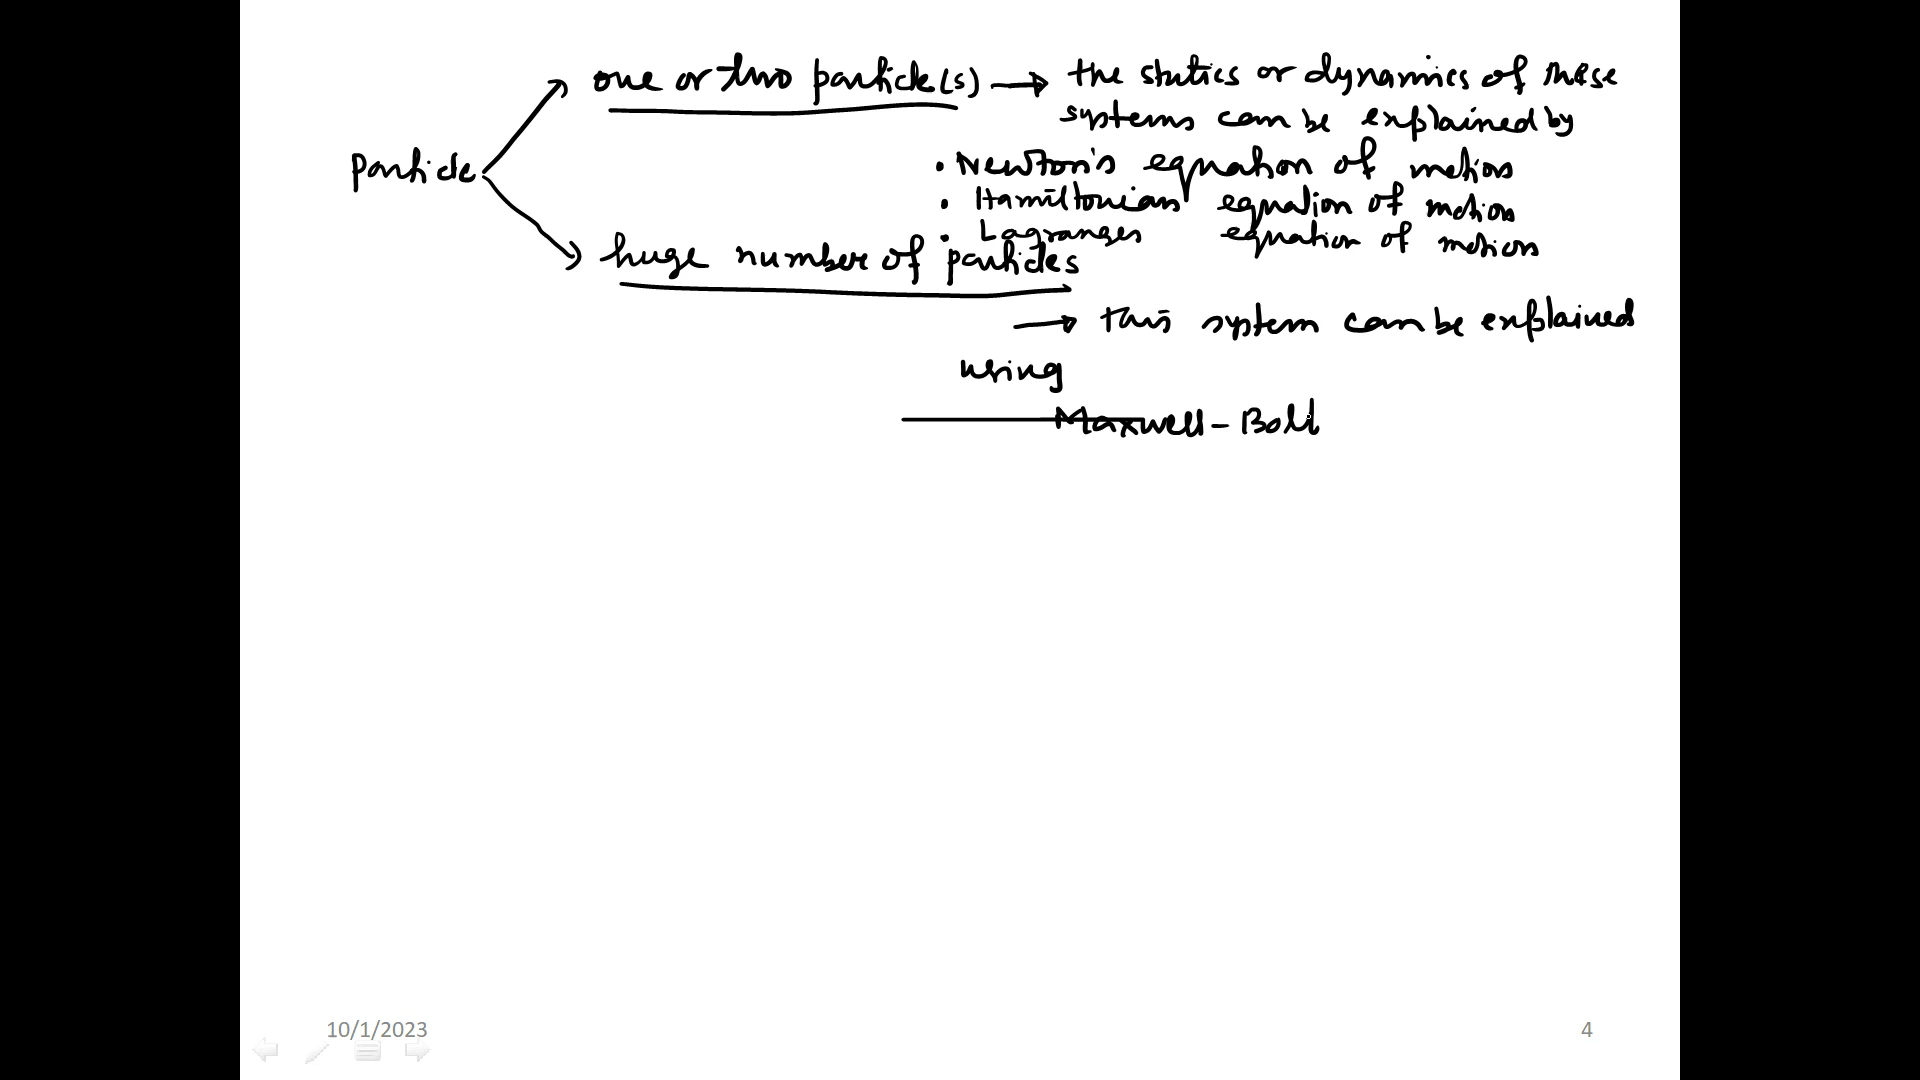 one or two particle(s) → the statics or dynamics of these
systems can be explained by
Particle
• Newton's equation of motion
• Hamiltonian equation of motion
• Lagranges equation of motion
huge number of particles
→ This system can be explained
using
Maxwell - Bolt
10/1/2023
4